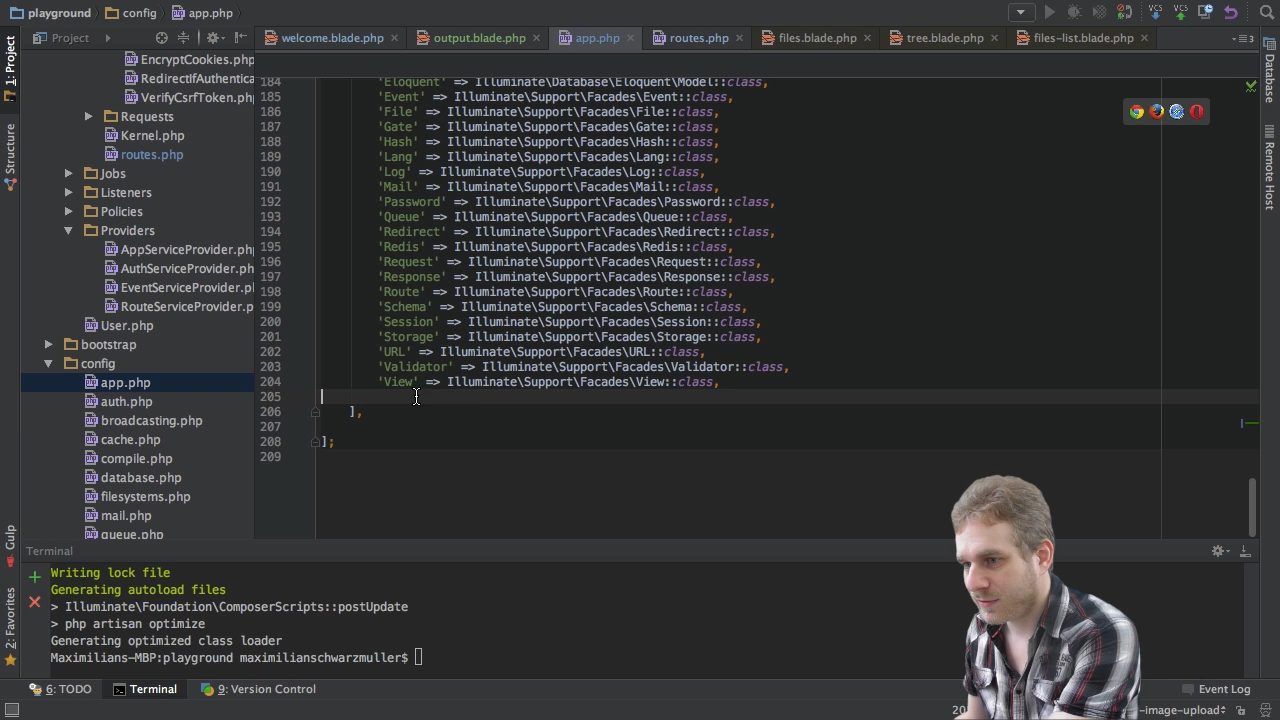 playground config app.php
Project welcome.blade.php output.blade.php app.php routes.php files.blade.php tree.blade.php files-list.blade.php
1: Project
Structure
Gulp
2: Favorites
EncryptCookies.php
RedirectIfAuthentica
VerifyCsrfToken.php
Requests
Kernel.php
routes.php
Jobs
Listeners
Policies
Providers
AppServiceProvider.php
AuthServiceProvider.ph
EventServiceProvider.p
RouteServiceProvider.p
User.php
bootstrap
config
app.php
auth.php
broadcasting.php
cache.php
compile.php
database.php
filesystems.php
mail.php
queue.php
184 'Eloquent' => Illuminate\Database\Eloquent\Model::class,
185 'Event' => Illuminate\Support\Facades\Event::class,
186 'File' => Illuminate\Support\Facades\File::class,
187 'Gate' => Illuminate\Support\Facades\Gate::class,
188 'Hash' => Illuminate\Support\Facades\Hash::class,
189 'Lang' => Illuminate\Support\Facades\Lang::class,
190 'Log' => Illuminate\Support\Facades\Log::class,
191 'Mail' => Illuminate\Support\Facades\Mail::class,
192 'Password' => Illuminate\Support\Facades\Password::class,
193 'Queue' => Illuminate\Support\Facades\Queue::class,
194 'Redirect' => Illuminate\Support\Facades\Redirect::class,
195 'Redis' => Illuminate\Support\Facades\Redis::class,
196 'Request' => Illuminate\Support\Facades\Request::class,
197 'Response' => Illuminate\Support\Facades\Response::class,
198 'Route' => Illuminate\Support\Facades\Route::class,
199 'Schema' => Illuminate\Support\Facades\Schema::class,
200 'Session' => Illuminate\Support\Facades\Session::class,
201 'Storage' => Illuminate\Support\Facades\Storage::class,
202 'URL' => Illuminate\Support\Facades\URL::class,
203 'Validator' => Illuminate\Support\Facades\Validator::class,
204 'View' => Illuminate\Support\Facades\View::class,
205
206 ],
207
208 ];
209
VCS VCS
Database
Remote Host
Terminal
Writing lock file
Generating autoload files
> Illuminate\Foundation\ComposerScripts::postUpdate
> php artisan optimize
Generating optimized class loader
Maximilians-MBP:playground maximilianschwarzmuller$
6: TODO Terminal 9: Version Control Event Log
-image-upload